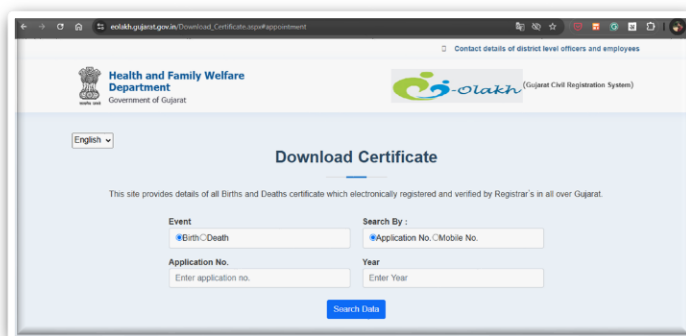 eolakh.gujarat.gov.in/Download_Certificate.aspx#appointment
Contact details of district level officers and employees
Health and Family Welfare
Department
Government of Gujarat
-Olakh (Gujarat Civil Registration System)
English
Download Certificate
This site provides details of all Births and Deaths certificate which electronically registered and verified by Registrar's in all over Gujarat.
Event Search By :
Birth Death Application No. Mobile No.
Application No. Year
Enter application no. Enter Year
Search Data